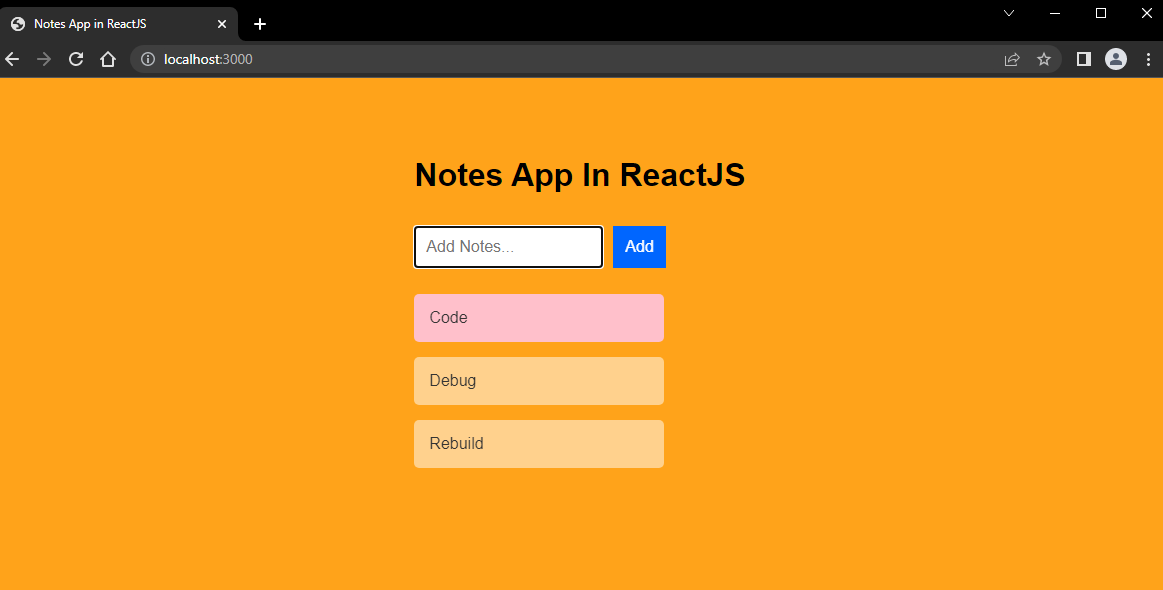 Notes App in ReactJS
localhost:3000
Notes App In ReactJS
Add Notes... Add
Code
Debug
Rebuild